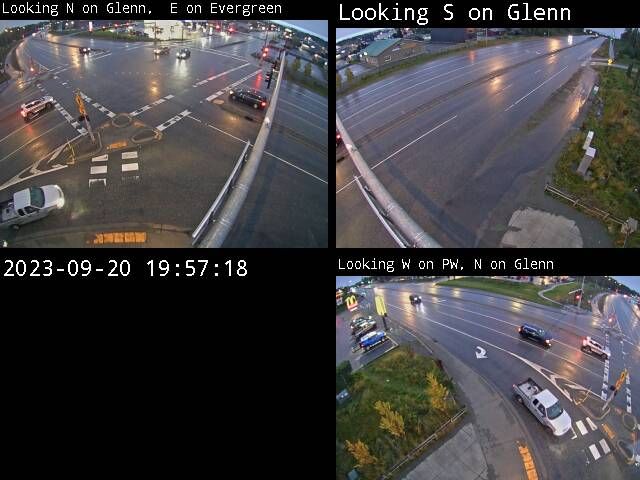 Looking N on Glenn, E on Evergreen
Looking S on Glenn
2023-09-20 19:57:18
Looking W on PW, N on Glenn